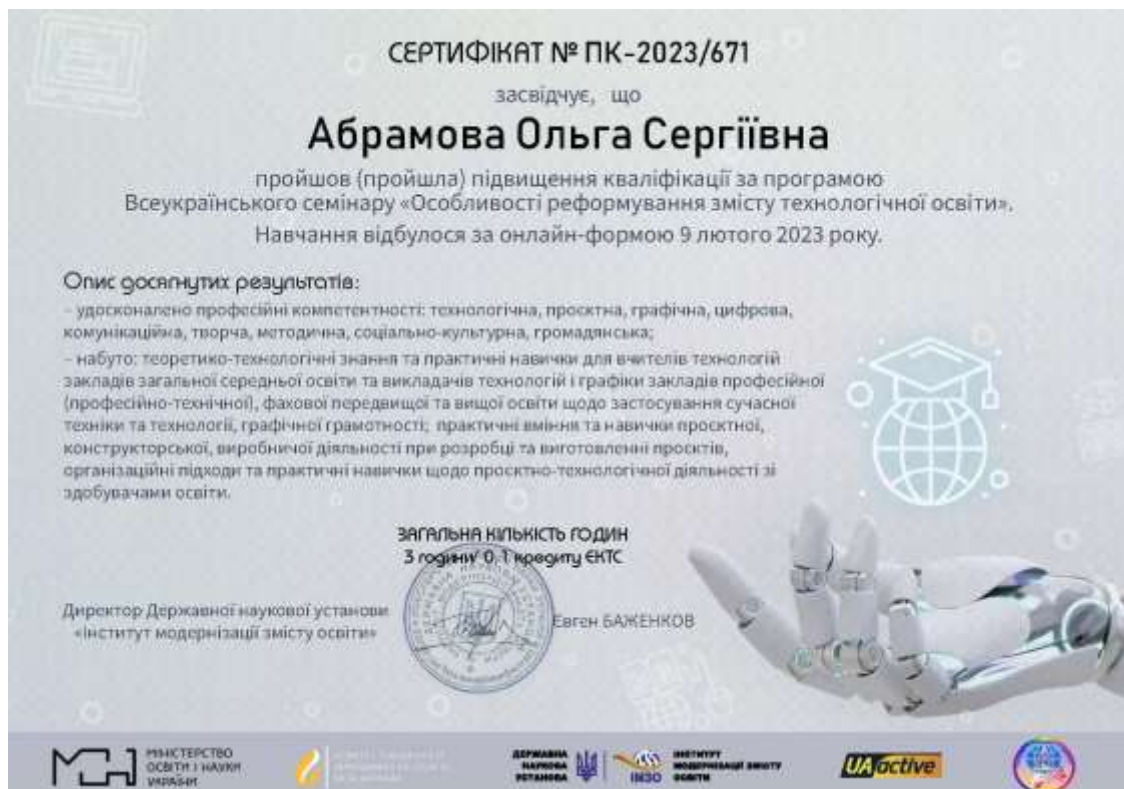 СЕРТИФІКАТ № ПК-2023/671
засвідчує, що
Абрамова Ольга Сергіївна
пройшов (пройшла) підвищення кваліфікації за програмою
Всеукраїнського семінару «Особливості реформування змісту технологічної освіти».
Навчання відбулося за онлайн-формою 9 лютого 2023 року.
Опис досягнутих результатів:
– удосконалено професійні компетентності: технологічна, проєктна, графічна, цифрова,
комунікаційна, творча, методична, соціально-культурна, громадянська;
– набуто: теоретико-технологічні знання та практичні навички для вчителів технологій
закладів загальної середньої освіти та викладачів технологій і графіки закладів професійної
(професійно-технічної), фахової передвищої та вищої освіти щодо застосування сучасної
техніки та технології, графічної грамотності; практичні вміння та навички проєктної,
конструкторської, виробничої діяльності при розробці та виготовленні проєктів,
організаційні підходи та практичні навички щодо проєктно-технологічної діяльності зі
здобувачами освіти.
ЗАГАЛЬНА КІЛЬКІСТЬ ГОДИН
3 години/ 0,1 кредиту ЄКТС
Директор Державної наукової установи
«Інститут модернізації змісту освіти»
Євген БАЖЕНКОВ
МІНІСТЕРСТВО
ОСВІТИ І НАУКИ
УКРАЇНИ
ДЕРЖАВНА
НАУКОВА
УСТАНОВА
ІМЗО
ІНСТИТУТ
МОДЕРНІЗАЦІЇ ЗМІСТУ
ОСВІТИ
UAactive